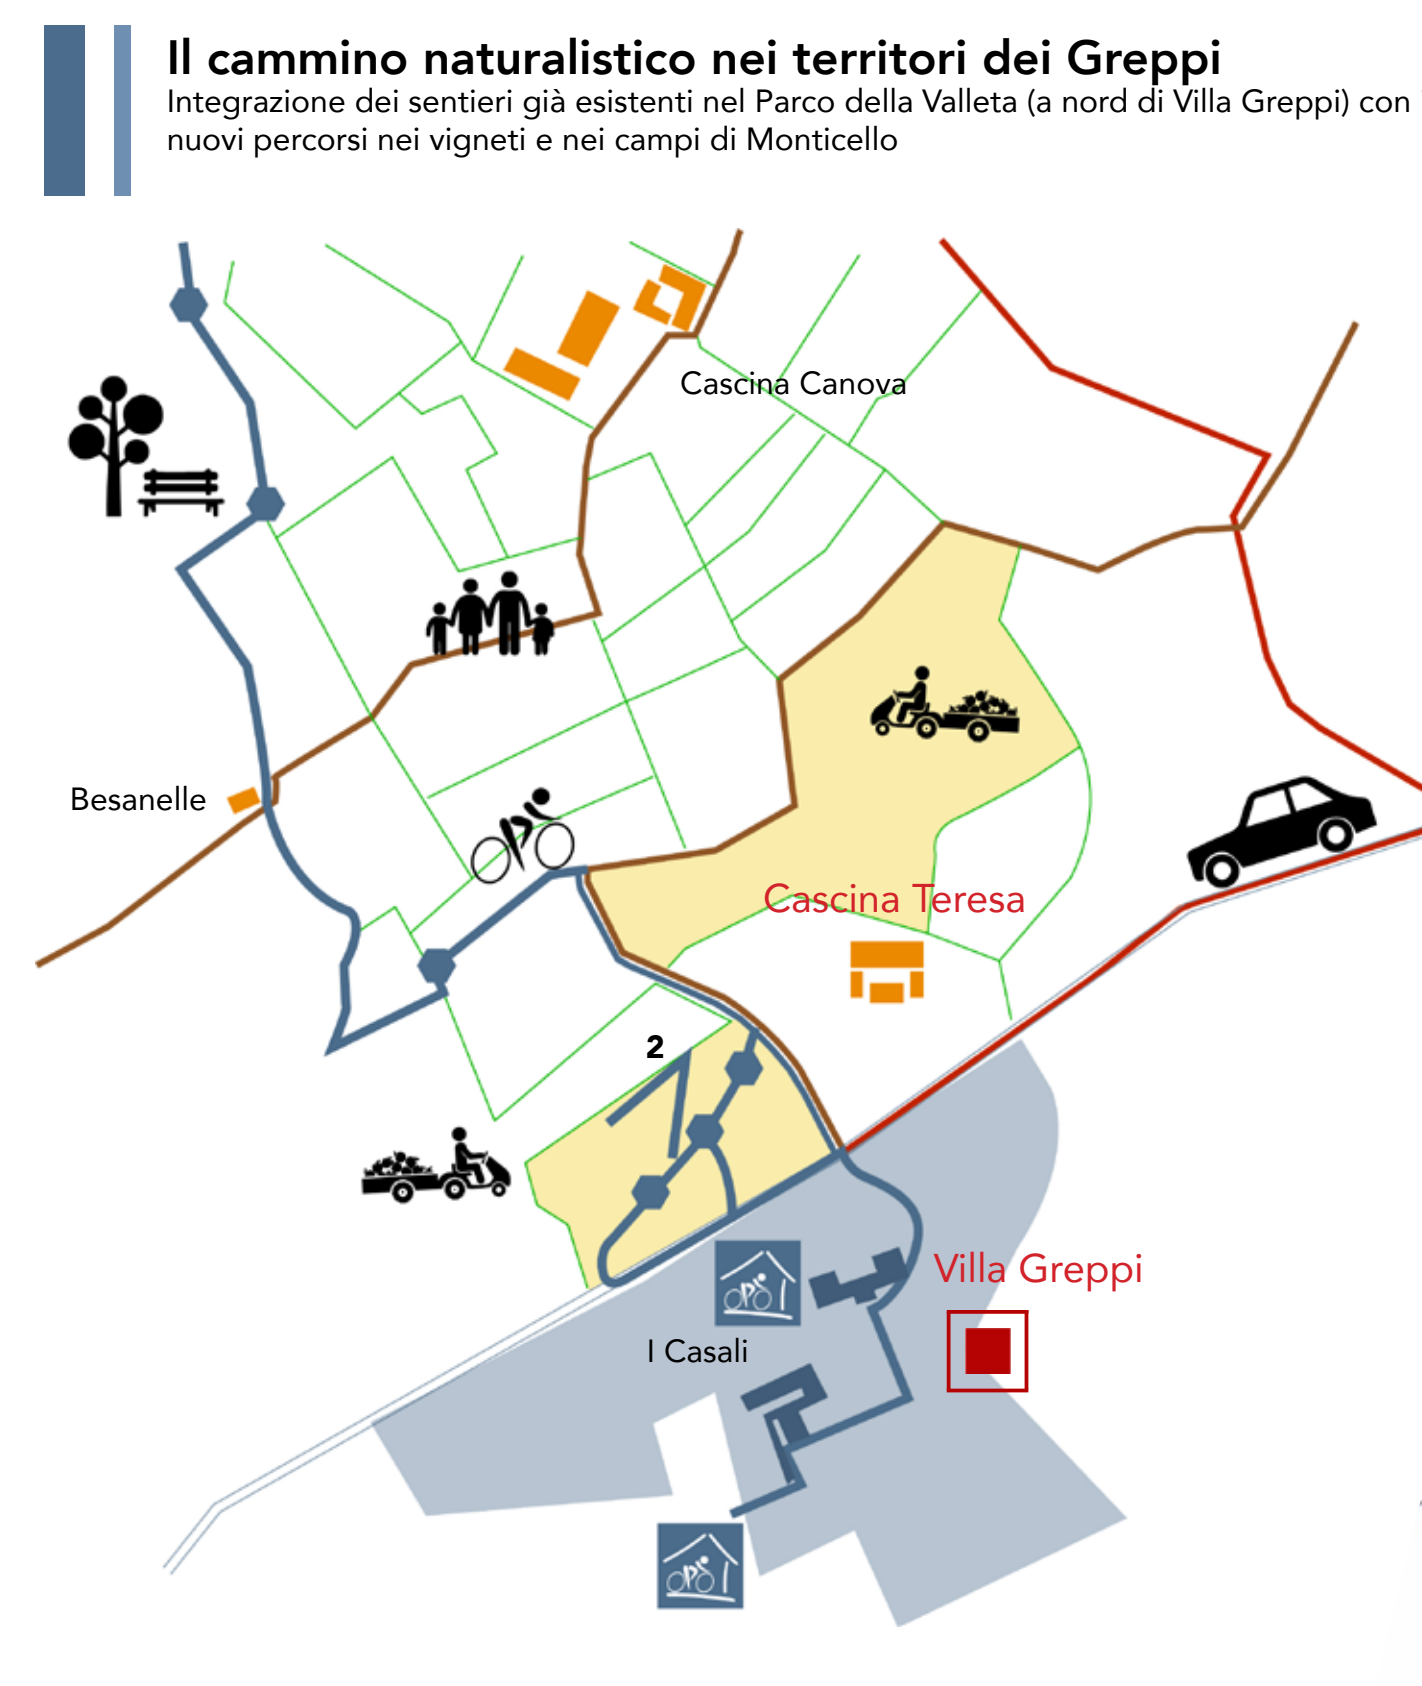 Il cammino naturalistico nei territori dei Greppi
Integrazione dei sentieri già esistenti nel Parco della Valleta (a nord di Villa Greppi) con
nuovi percorsi nei vigneti e nei campi di Monticello
Cascina Canova
Besanelle
Cascina Teresa
2
Villa Greppi
I Casali